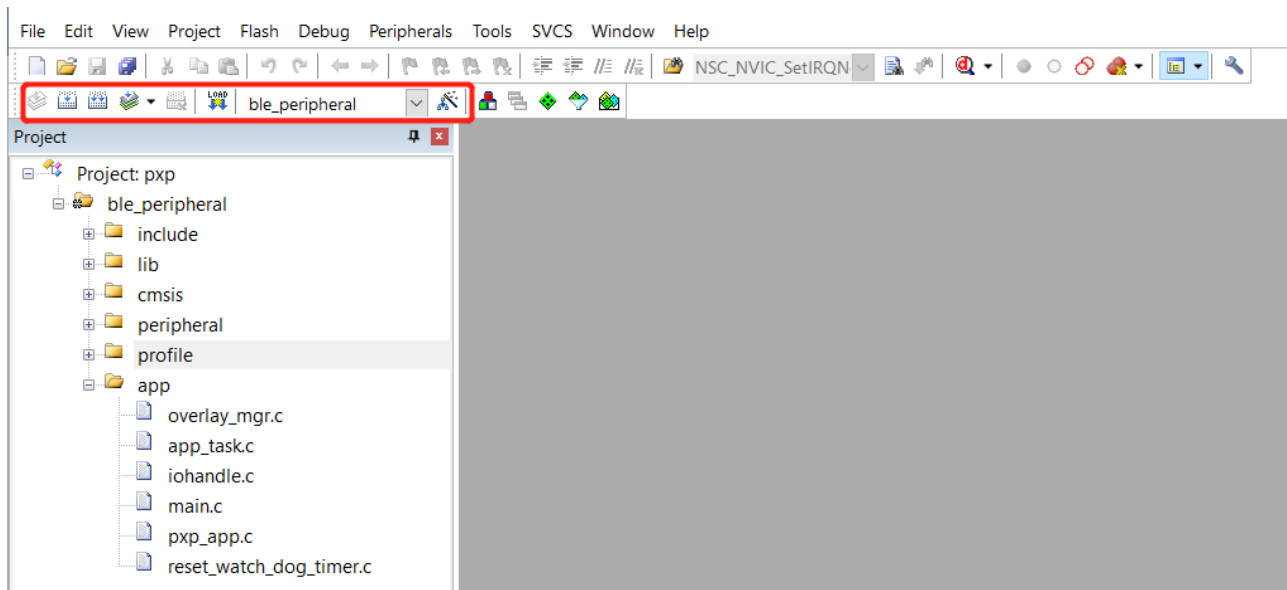 File Edit View Project Flash Debug Peripherals Tools SVCS Window Help
NSC_NVIC_SetIRQN
LOAD ble_peripheral
Project
Project: pxp
ble_peripheral
include
lib
cmsis
peripheral
profile
app
overlay_mgr.c
app_task.c
iohandle.c
main.c
pxp_app.c
reset_watch_dog_timer.c